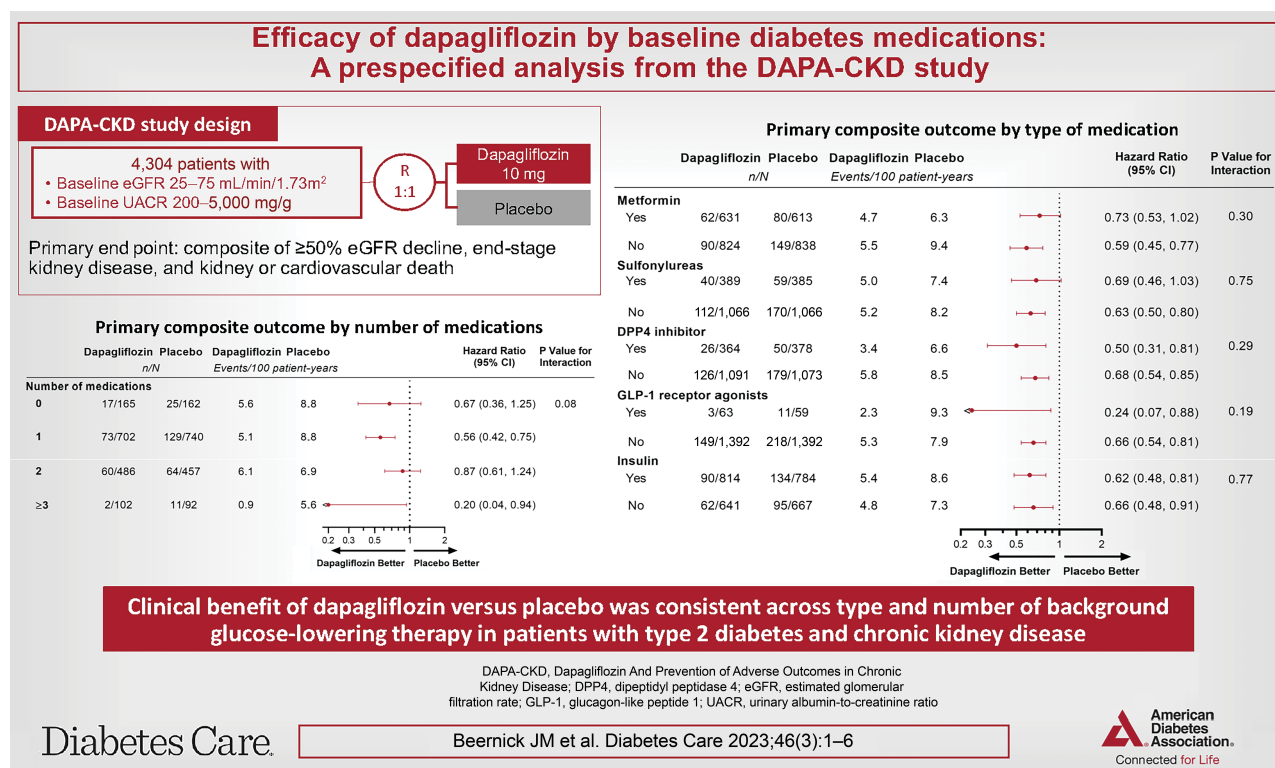 Efficacy of dapagliflozin by baseline diabetes medications:
A prespecified analysis from the DAPA-CKD study
DAPA-CKD study design
4,304 patients with
• Baseline eGFR 25–75 mL/min/1.73m²
• Baseline UACR 200–5,000 mg/g
R
1:1
Dapagliflozin
10 mg
Placebo
Primary end point: composite of ≥50% eGFR decline, end-stage
kidney disease, and kidney or cardiovascular death
Primary composite outcome by number of medications
Dapagliflozin Placebo Dapagliflozin Placebo Hazard Ratio P Value for
n/N Events/100 patient-years (95% CI) Interaction
Number of medications
0 17/165 25/162 5.6 8.8 0.67 (0.36, 1.25) 0.08
1 73/702 129/740 5.1 8.8 0.56 (0.42, 0.75)
2 60/486 64/457 6.1 6.9 0.87 (0.61, 1.24)
≥3 2/102 11/92 0.9 5.6 0.20 (0.04, 0.94)
0.2 0.3 0.5 1 2
Dapagliflozin Better Placebo Better
Primary composite outcome by type of medication
Dapagliflozin Placebo Dapagliflozin Placebo Hazard Ratio P Value for
n/N Events/100 patient-years (95% CI) Interaction
Metformin
Yes 62/631 80/613 4.7 6.3 0.73 (0.53, 1.02) 0.30
No 90/824 149/838 5.5 9.4 0.59 (0.45, 0.77)
Sulfonylureas
Yes 40/389 59/385 5.0 7.4 0.69 (0.46, 1.03) 0.75
No 112/1,066 170/1,066 5.2 8.2 0.63 (0.50, 0.80)
DPP4 inhibitor
Yes 26/364 50/378 3.4 6.6 0.50 (0.31, 0.81) 0.29
No 126/1,091 179/1,073 5.8 8.5 0.68 (0.54, 0.85)
GLP-1 receptor agonists
Yes 3/63 11/59 2.3 9.3 0.24 (0.07, 0.88) 0.19
No 149/1,392 218/1,392 5.3 7.9 0.66 (0.54, 0.81)
Insulin
Yes 90/814 134/784 5.4 8.6 0.62 (0.48, 0.81) 0.77
No 62/641 95/667 4.8 7.3 0.66 (0.48, 0.91)
0.2 0.3 0.5 1 2
Dapagliflozin Better Placebo Better
Clinical benefit of dapagliflozin versus placebo was consistent across type and number of background
glucose-lowering therapy in patients with type 2 diabetes and chronic kidney disease
DAPA-CKD, Dapagliflozin And Prevention of Adverse Outcomes in Chronic
Kidney Disease; DPP4, dipeptidyl peptidase 4; eGFR, estimated glomerular
filtration rate; GLP-1, glucagon-like peptide 1; UACR, urinary albumin-to-creatinine ratio
Diabetes Care.
Beernick JM et al. Diabetes Care 2023;46(3):1–6
American
Diabetes
Association®
Connected for Life